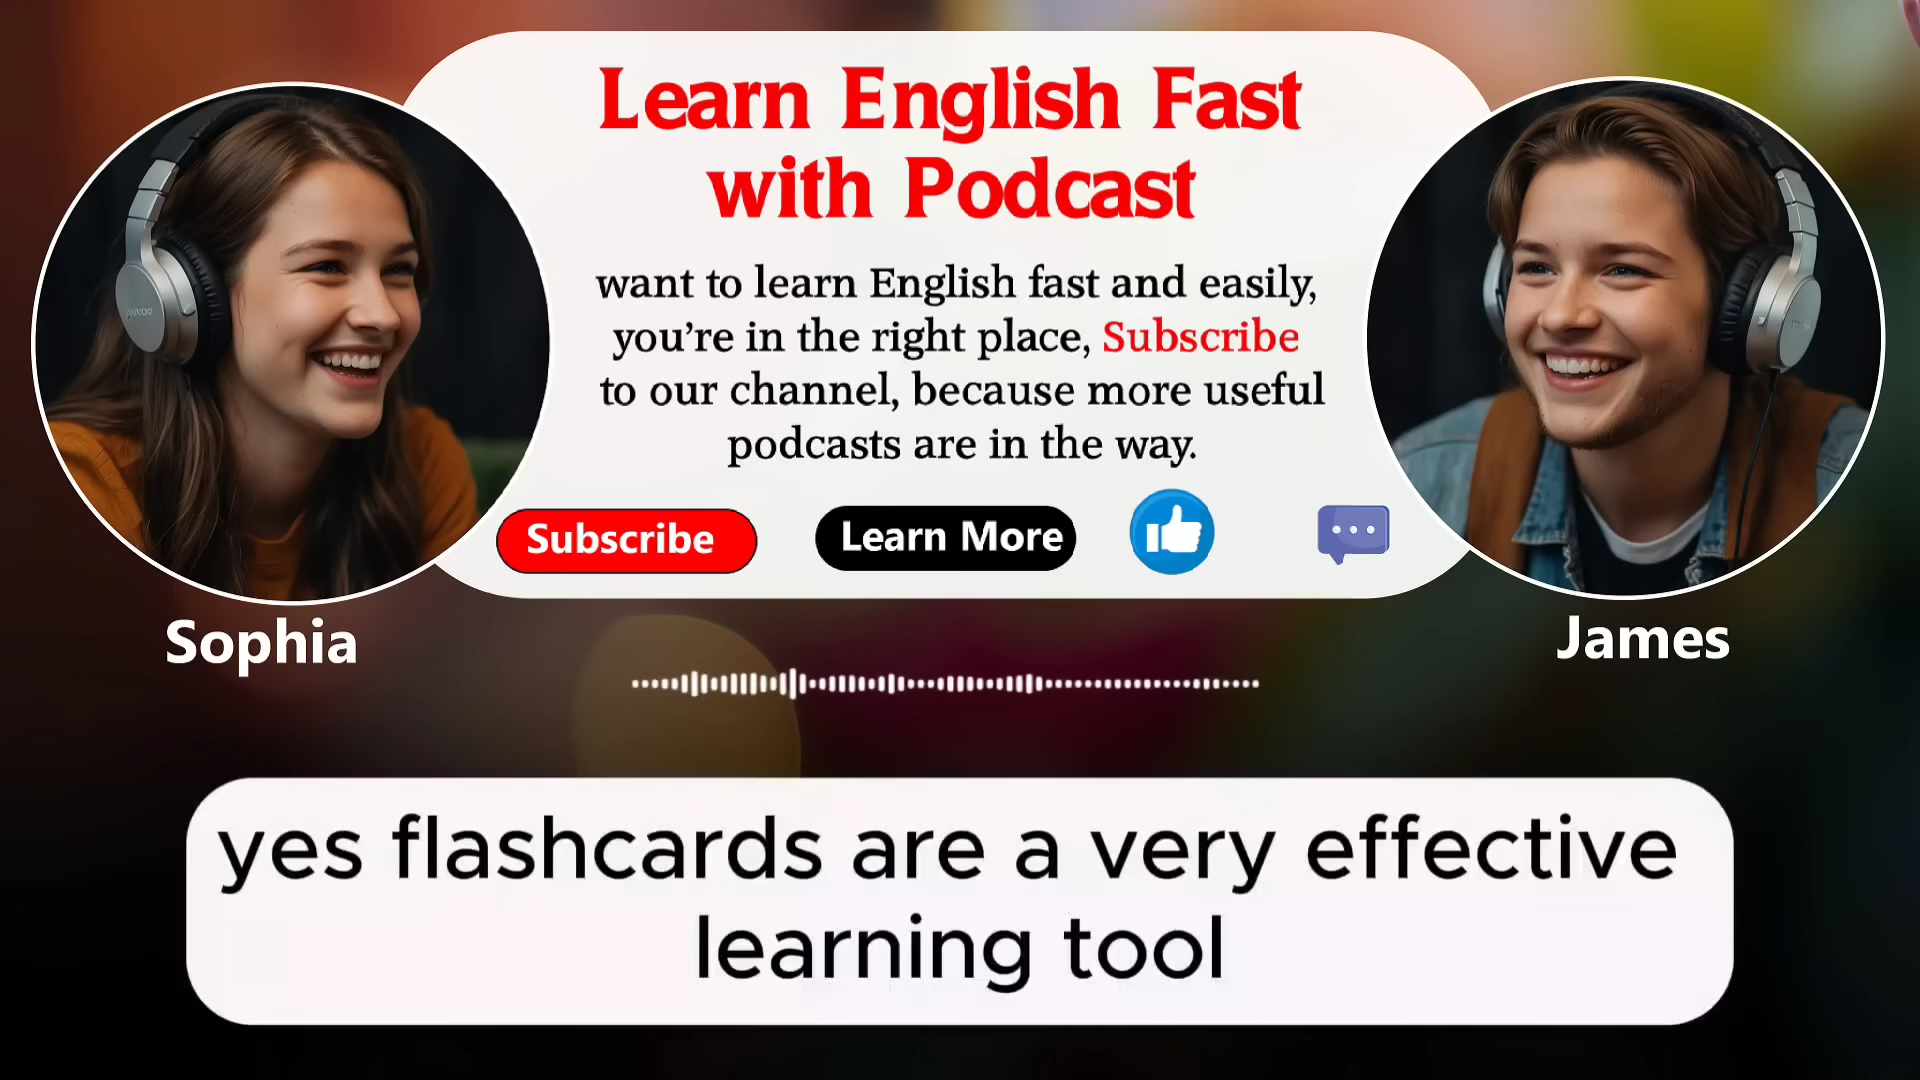 Learn English Fast
with Podcast
want to learn English fast and easily,
you're in the right place, Subscribe
to our channel, because more useful
podcasts are in the way.
Subscribe
Learn More
Sophia
James
yes flashcards are a very effective
learning tool